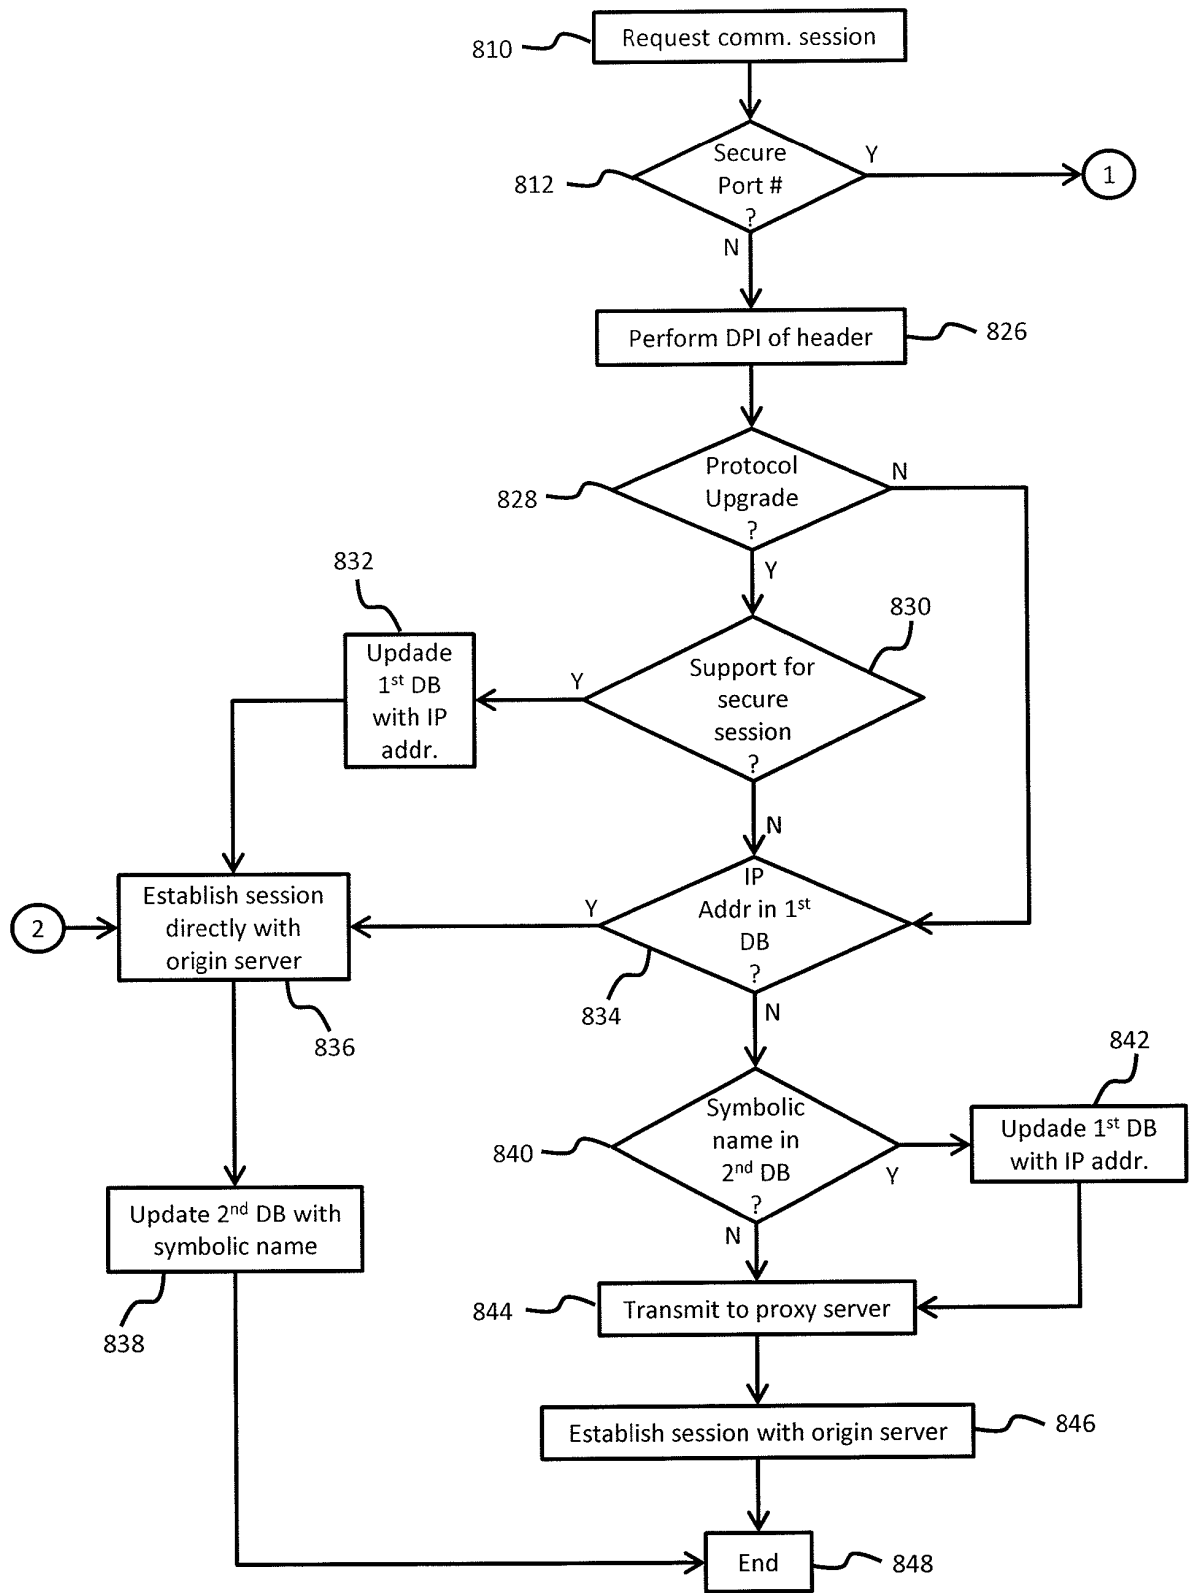 Request comm. session
810
Secure
Port #
?
Y
1
812
N
Perform DPI of header
826
Protocol
Upgrade
?
N
828
Y
832
830
Updade
1st DB
with IP
addr.
Y
Support for
secure
session
?
N
IP
Addr in 1st
DB
?
Y
2
Establish session
directly with
origin server
834
N
836
842
Symbolic
name in
2nd DB
?
840
Y
Updade 1st DB
with IP addr.
Update 2nd DB with
symbolic name
N
838
844
Transmit to proxy server
Establish session with origin server
846
End
848